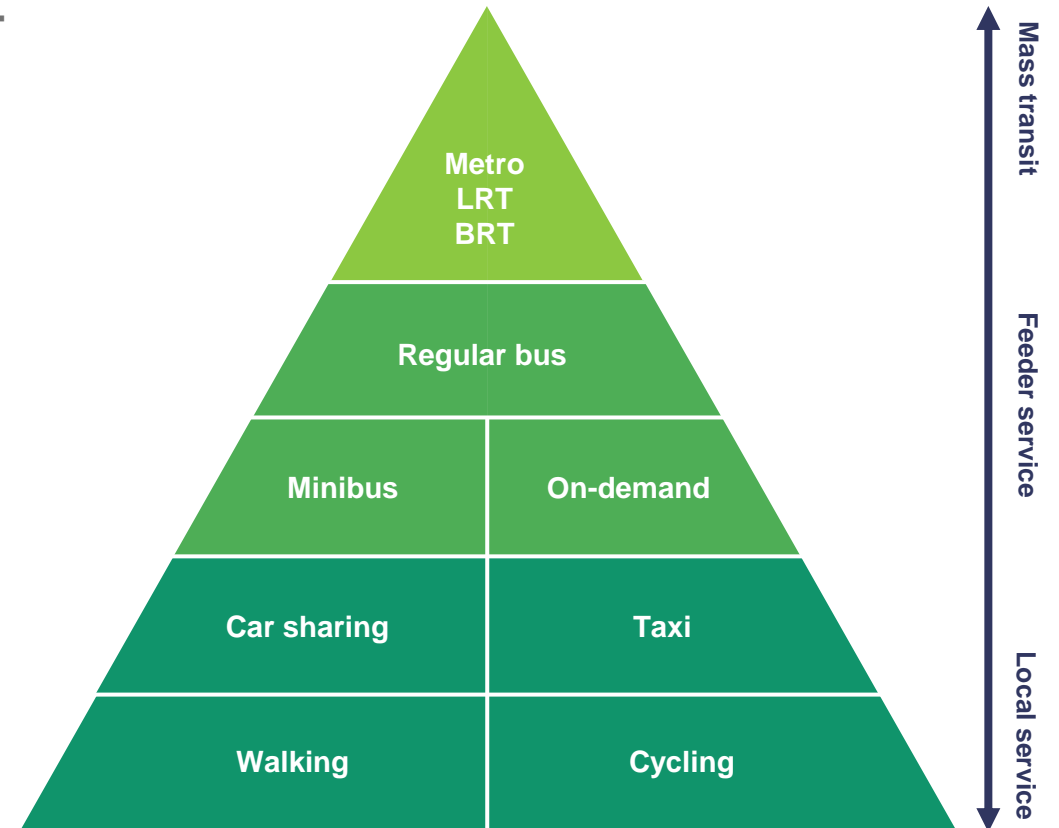 Metro
LRT
BRT
Regular bus
Minibus
On-demand
Car sharing
Taxi
Walking
Cycling
Mass transit
Feeder service
Local service